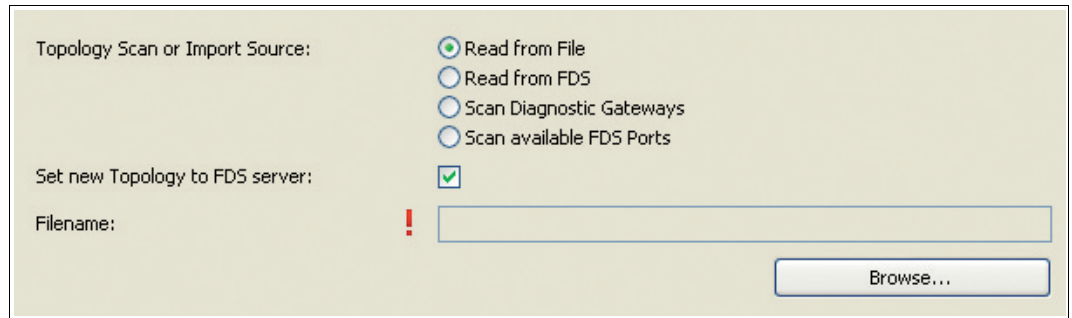 Topology Scan or Import Source:
Read from File
Read from FDS
Scan Diagnostic Gateways
Scan available FDS Ports
Set new Topology to FDS server:
Filename:
!
Browse...